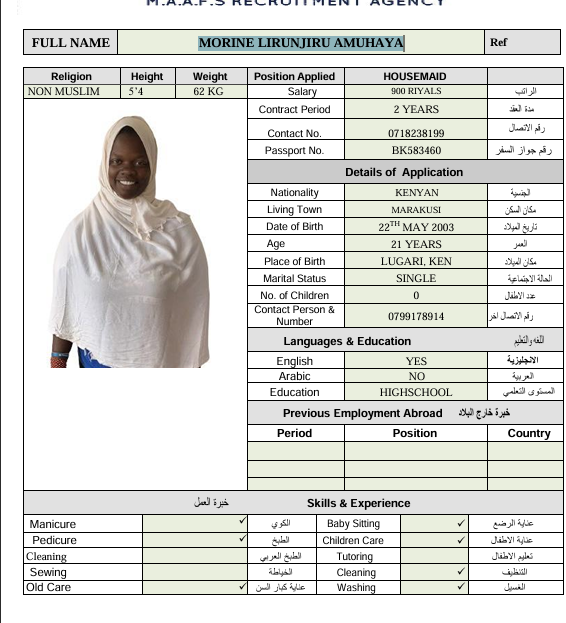 M.A.A.F.S RECRUITMENT AGENCY
FULL NAME MORINE LIRUNJIRU AMUHAYA Ref
Religion Height Weight Position Applied HOUSEMAID
NON MUSLIM 5’4 62 KG Salary 900 RIYALS الراتب
Contract Period 2 YEARS مدة العقد
Contact No. 0718238199 رقم الاتصال
Passport No. BK583460 رقم جواز السفر
Details of Application
Nationality KENYAN الجنسية
Living Town MARAKUSI مكان السكن
Date of Birth 22TH MAY 2003 تاريخ الميلاد
Age 21 YEARS العمر
Place of Birth LUGARI, KEN مكان الميلاد
Marital Status SINGLE الحالة الاجتماعية
No. of Children 0 عدد الاطفال
Contact Person & Number 0799178914 رقم الاتصال اخر
Languages & Education اللغه والتعليم
English YES الانجليزية
Arabic NO العربية
Education HIGHSCHOOL المستوى التعلمي
Previous Employment Abroad خبرة خارج البلاد
Period Position Country
خبرة العمل Skills & Experience
Manicure ✓ الكوي Baby Sitting ✓ عناية الرضع
Pedicure ✓ الطبخ Children Care ✓ عناية الاطفال
Cleaning الطبخ العربي Tutoring تعليم الاطفال
Sewing الخياطة Cleaning ✓ التنظيف
Old Care ✓ عناية كبار السن Washing ✓ الغسيل